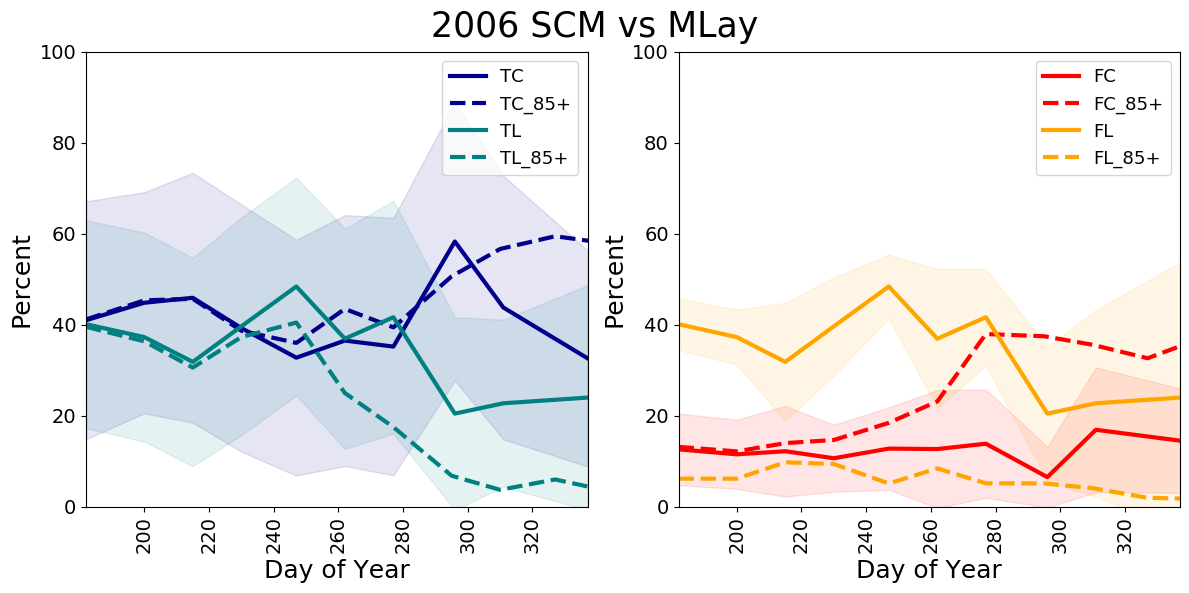 2006 SCM vs MLay
100
80
60
40
20
0
Percent
TC
TC_85+
TL
TL_85+
200
220
240
260
280
300
320
Day of Year
100
80
60
40
20
0
Percent
FC
FC_85+
FL
FL_85+
200
220
240
260
280
300
320
Day of Year